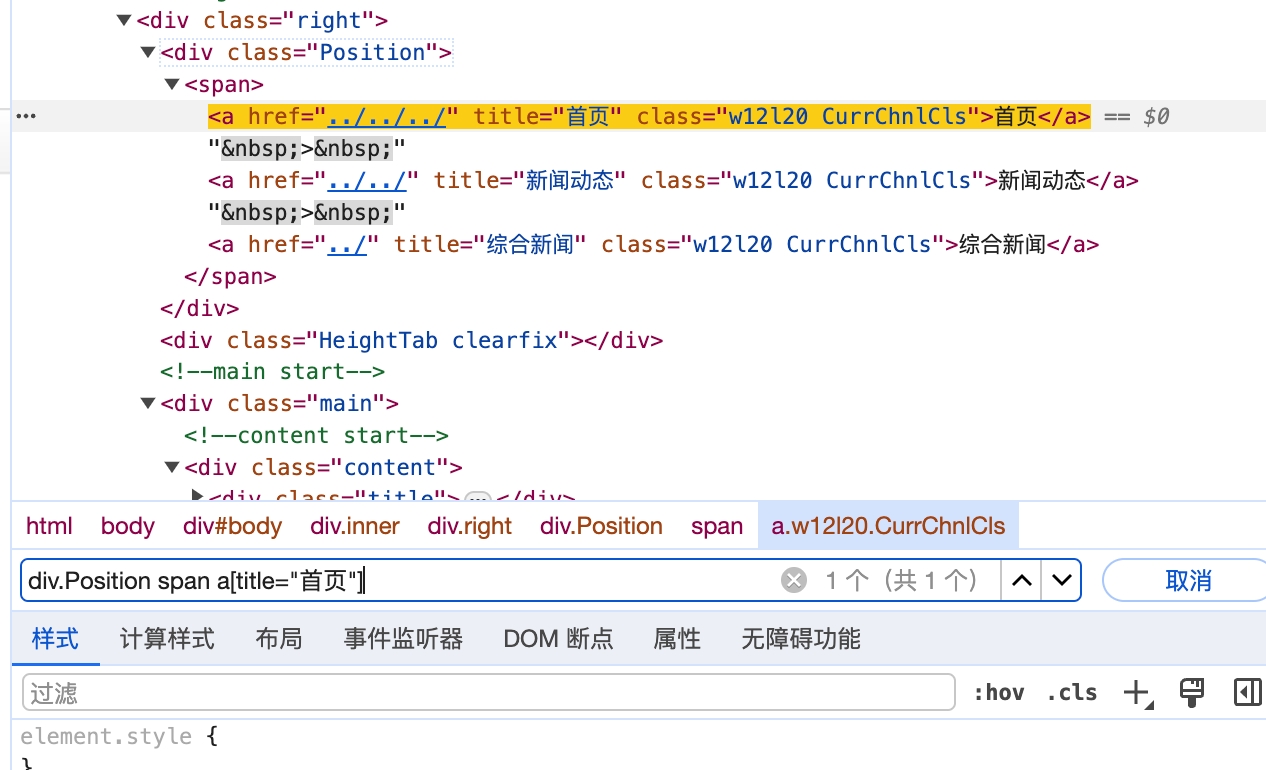 <div class="right">
<div class="Position">
<span>
<a href="../../../" title="首页" class="w12l20 CurrChnlCls">首页</a> == $0
"&nbsp;>&nbsp;"
<a href="../../" title="新闻动态" class="w12l20 CurrChnlCls">新闻动态</a>
"&nbsp;>&nbsp;"
<a href="../" title="综合新闻" class="w12l20 CurrChnlCls">综合新闻</a>
</span>
</div>
<div class="HeightTab clearfix"></div>
<!--main start-->
<div class="main">
<!--content start-->
<div class="content">
<div class="title">…</div>
html body div#body div.inner div.right div.Position span a.w12l20.CurrChnlCls
div.Position span a[title="首页"] 1 个（共 1 个） 取消
样式 计算样式 布局 事件监听器 DOM 断点 属性 无障碍功能
过滤 :hov .cls
element.style {
}